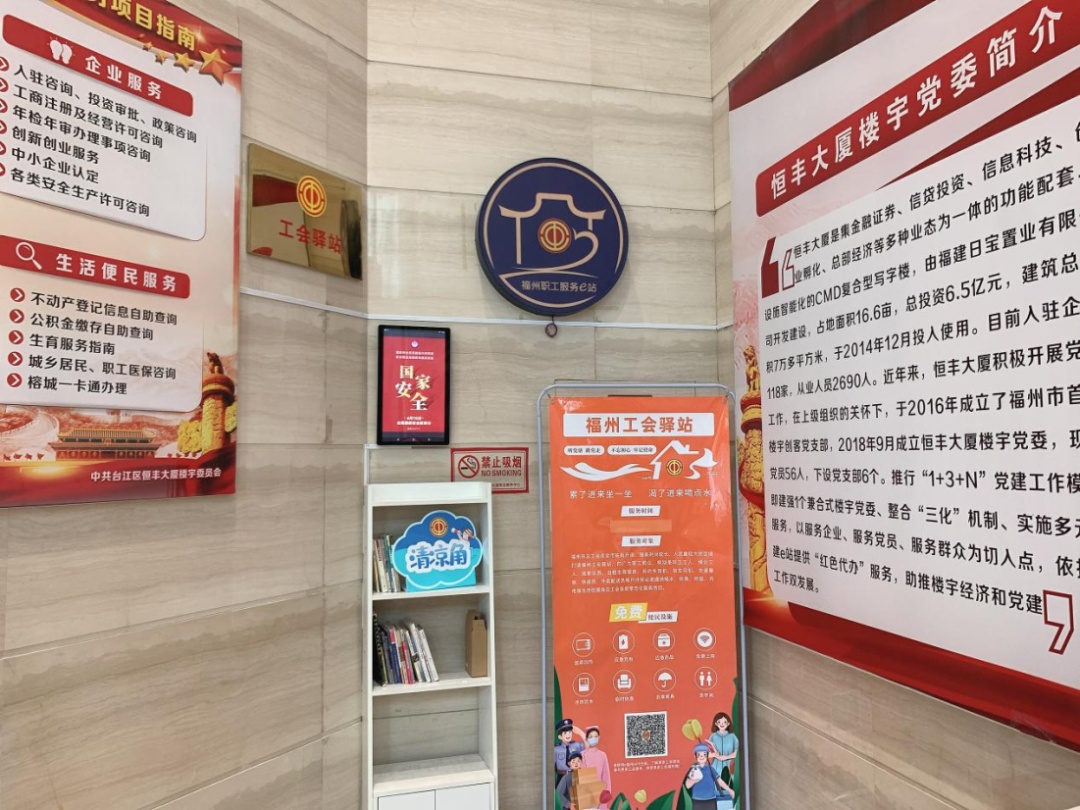 项目指南
企业服务
入驻咨询、投资审批、政策咨询
工商注册及经营许可咨询
年检年审办理事项咨询
创新创业服务
中小企业认定
各类安全生产许可咨询
生活便民服务
不动产登记信息自助查询
公积金缴存自助查询
生育服务指南
城乡居民、职工医保咨询
榕城一卡通办理
中共台江区恒丰大厦楼宇委员会
工会驿站
福州职工服务e站
国家
安全
禁止吸烟
NO SMOKING
清凉角
福州工会驿站
累了进来坐一坐 渴了进来喝点水
服务时间
服务对象
免费
恒丰大厦楼宇党委简介
恒丰大厦是集金融证券、信贷投资、信息科技、
业孵化、总部经济等多种业态为一体的功能配套、
设施智能化的CMD复合型写字楼，由福建日宝置业有限
司开发建设，占地面积16.6亩，总投资6.5亿元，建筑总
积7万多平方米，于2014年12月投入使用。目前入驻企
118家，从业人员2690人。近年来，恒丰大厦积极开展党
工作，在上级组织的关怀下，于2016年成立了福州市首
楼宇创客党支部，2018年9月成立恒丰大厦楼宇党委，现
党员56人，下设党支部6个。推行“1+3+N”党建工作模
即建强1个兼合式楼宇党委、整合“三化”机制、实施多元
服务，以服务企业、服务党员、服务群众为切入点，依托
建e站提供“红色代办”服务，助推楼宇经济和党建
工作双发展。